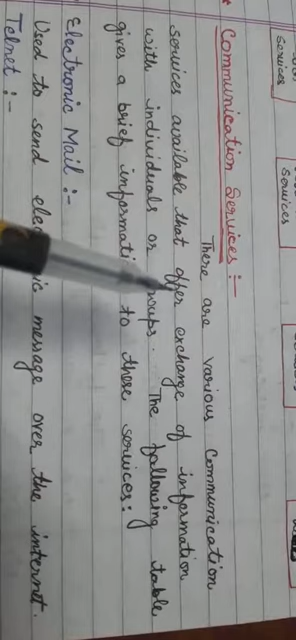 Services
Services
* Communication Services :-
There are various Communication
Services available that offer exchange of information
with individuals or groups. The following table
gives a brief information to these services:
Electronic Mail :-
Used to send electronic message over the internet.
Telnet :-